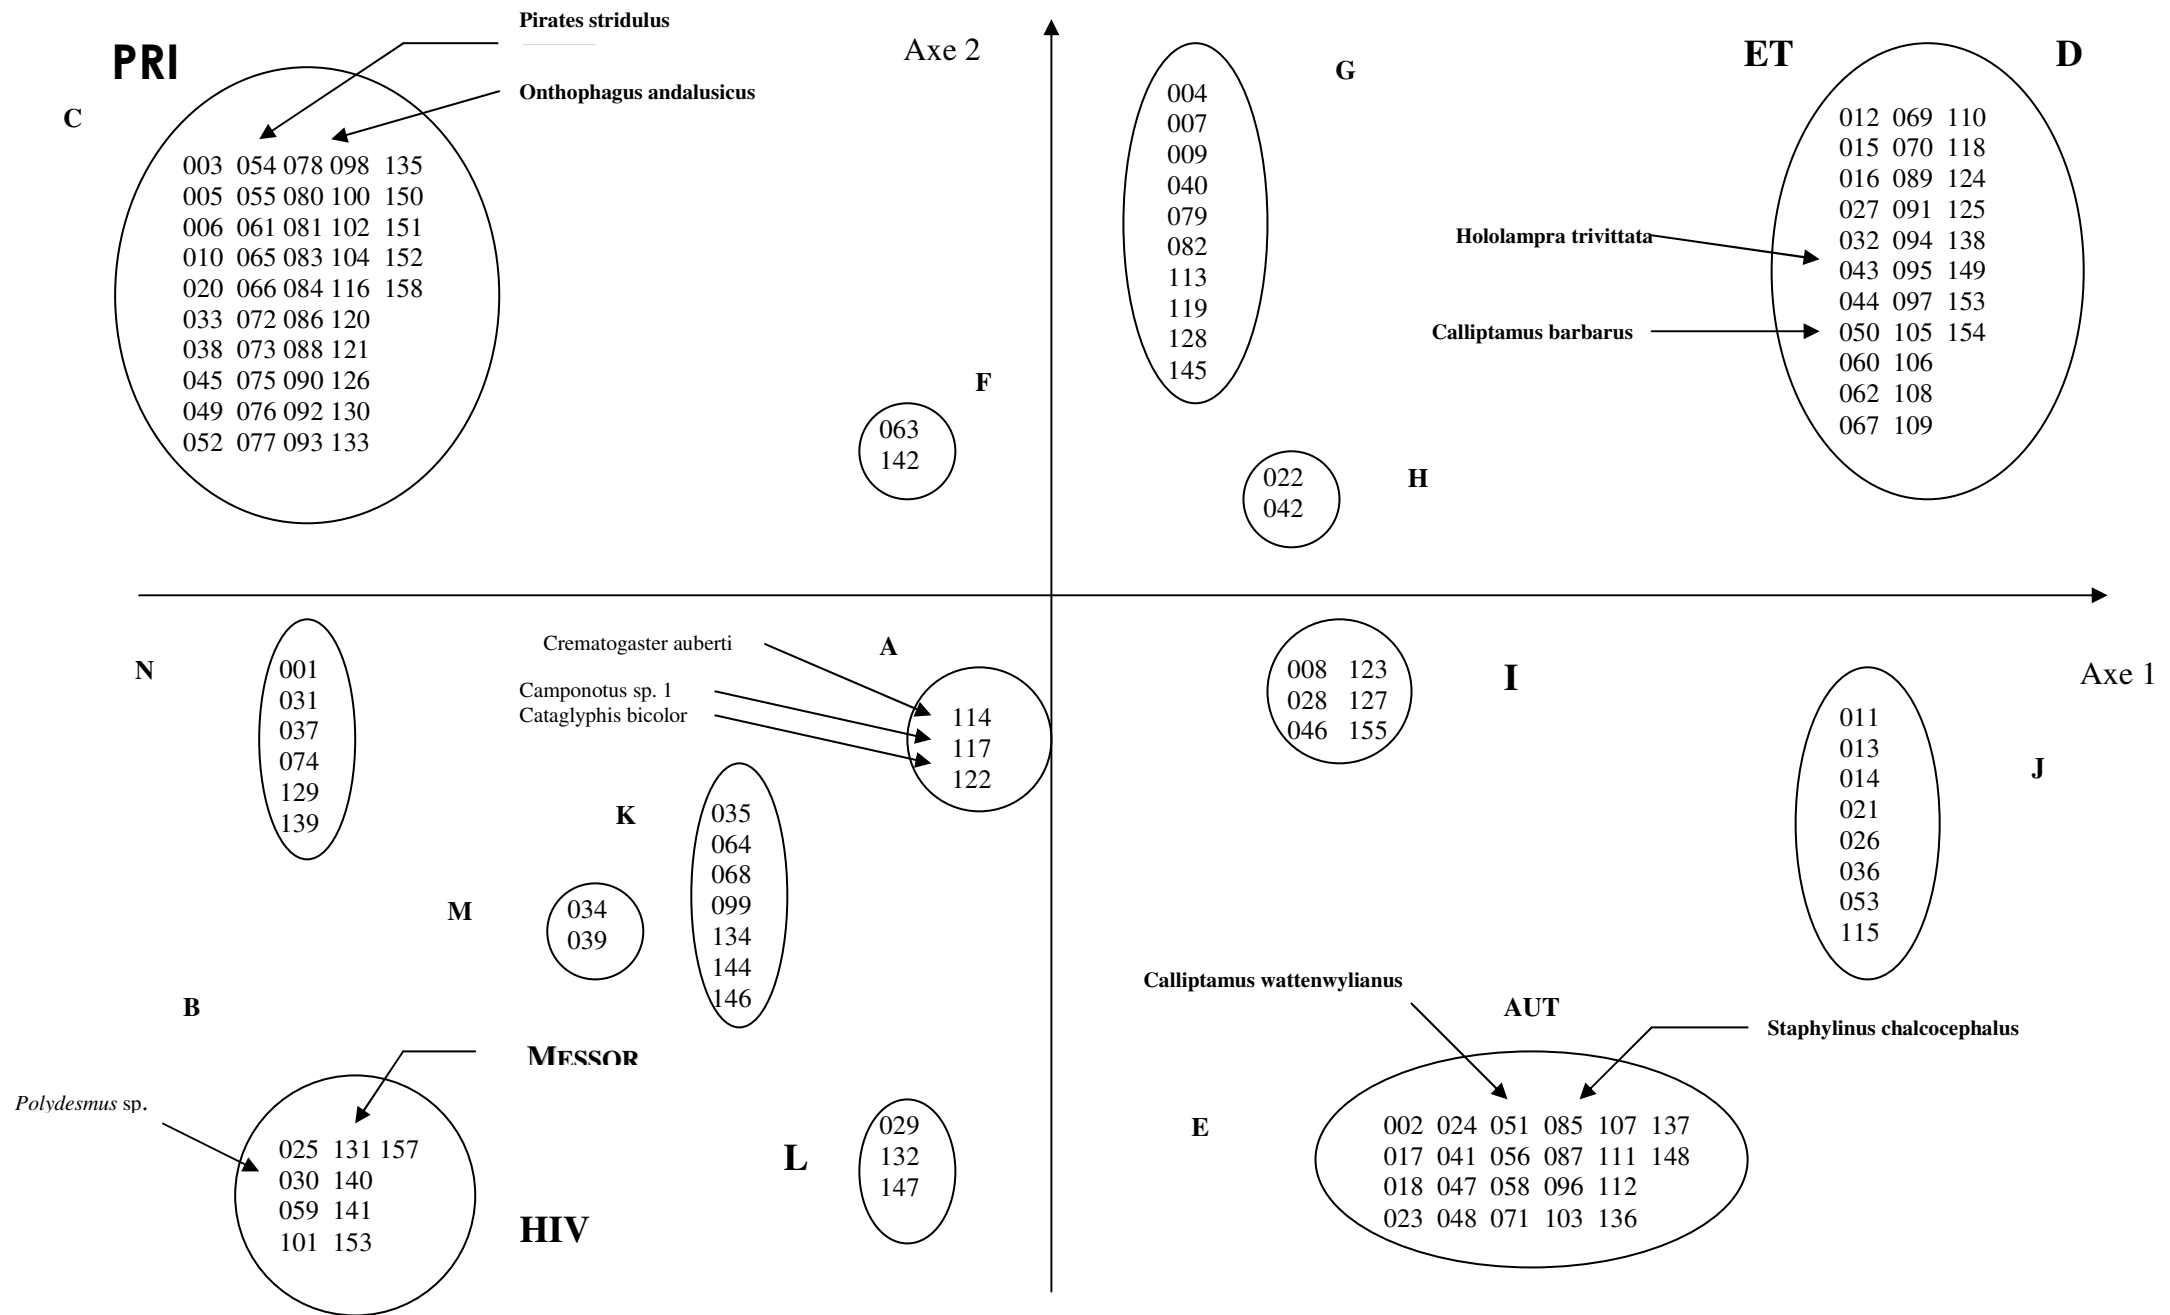 Pirates stridulus
PRI
Axe 2
ET
D
G
Onthophagus andalusicus
C
003 054 078 098 135
005 055 080 100 150
006 061 081 102 151
010 065 083 104 152
020 066 084 116 158
033 072 086 120
038 073 088 121
045 075 090 126
049 076 092 130
052 077 093 133
004
007
009
040
079
082
113
119
128
145
012 069 110
015 070 118
016 089 124
027 091 125
032 094 138
043 095 149
044 097 153
050 105 154
060 106
062 108
067 109
Hololampra trivittata
Calliptamus barbarus
F
063
142
H
022
042
Axe 1
N
001
031
037
074
129
139
Crematogaster auberti
Camponotus sp. 1
Cataglyphis bicolor
A
114
117
122
I
008 123
028 127
046 155
J
011
013
014
021
026
036
053
115
K
035
064
068
099
134
144
146
M
034
039
B
MESSOR
Polydesmus sp.
025 131 157
030 140
059 141
101 153
HIV
L
029
132
147
Calliptamus wattenwylianus
AUT
Staphylinus chalcocephalus
E
002 024 051 085 107 137
017 041 056 087 111 148
018 047 058 096 112
023 048 071 103 136